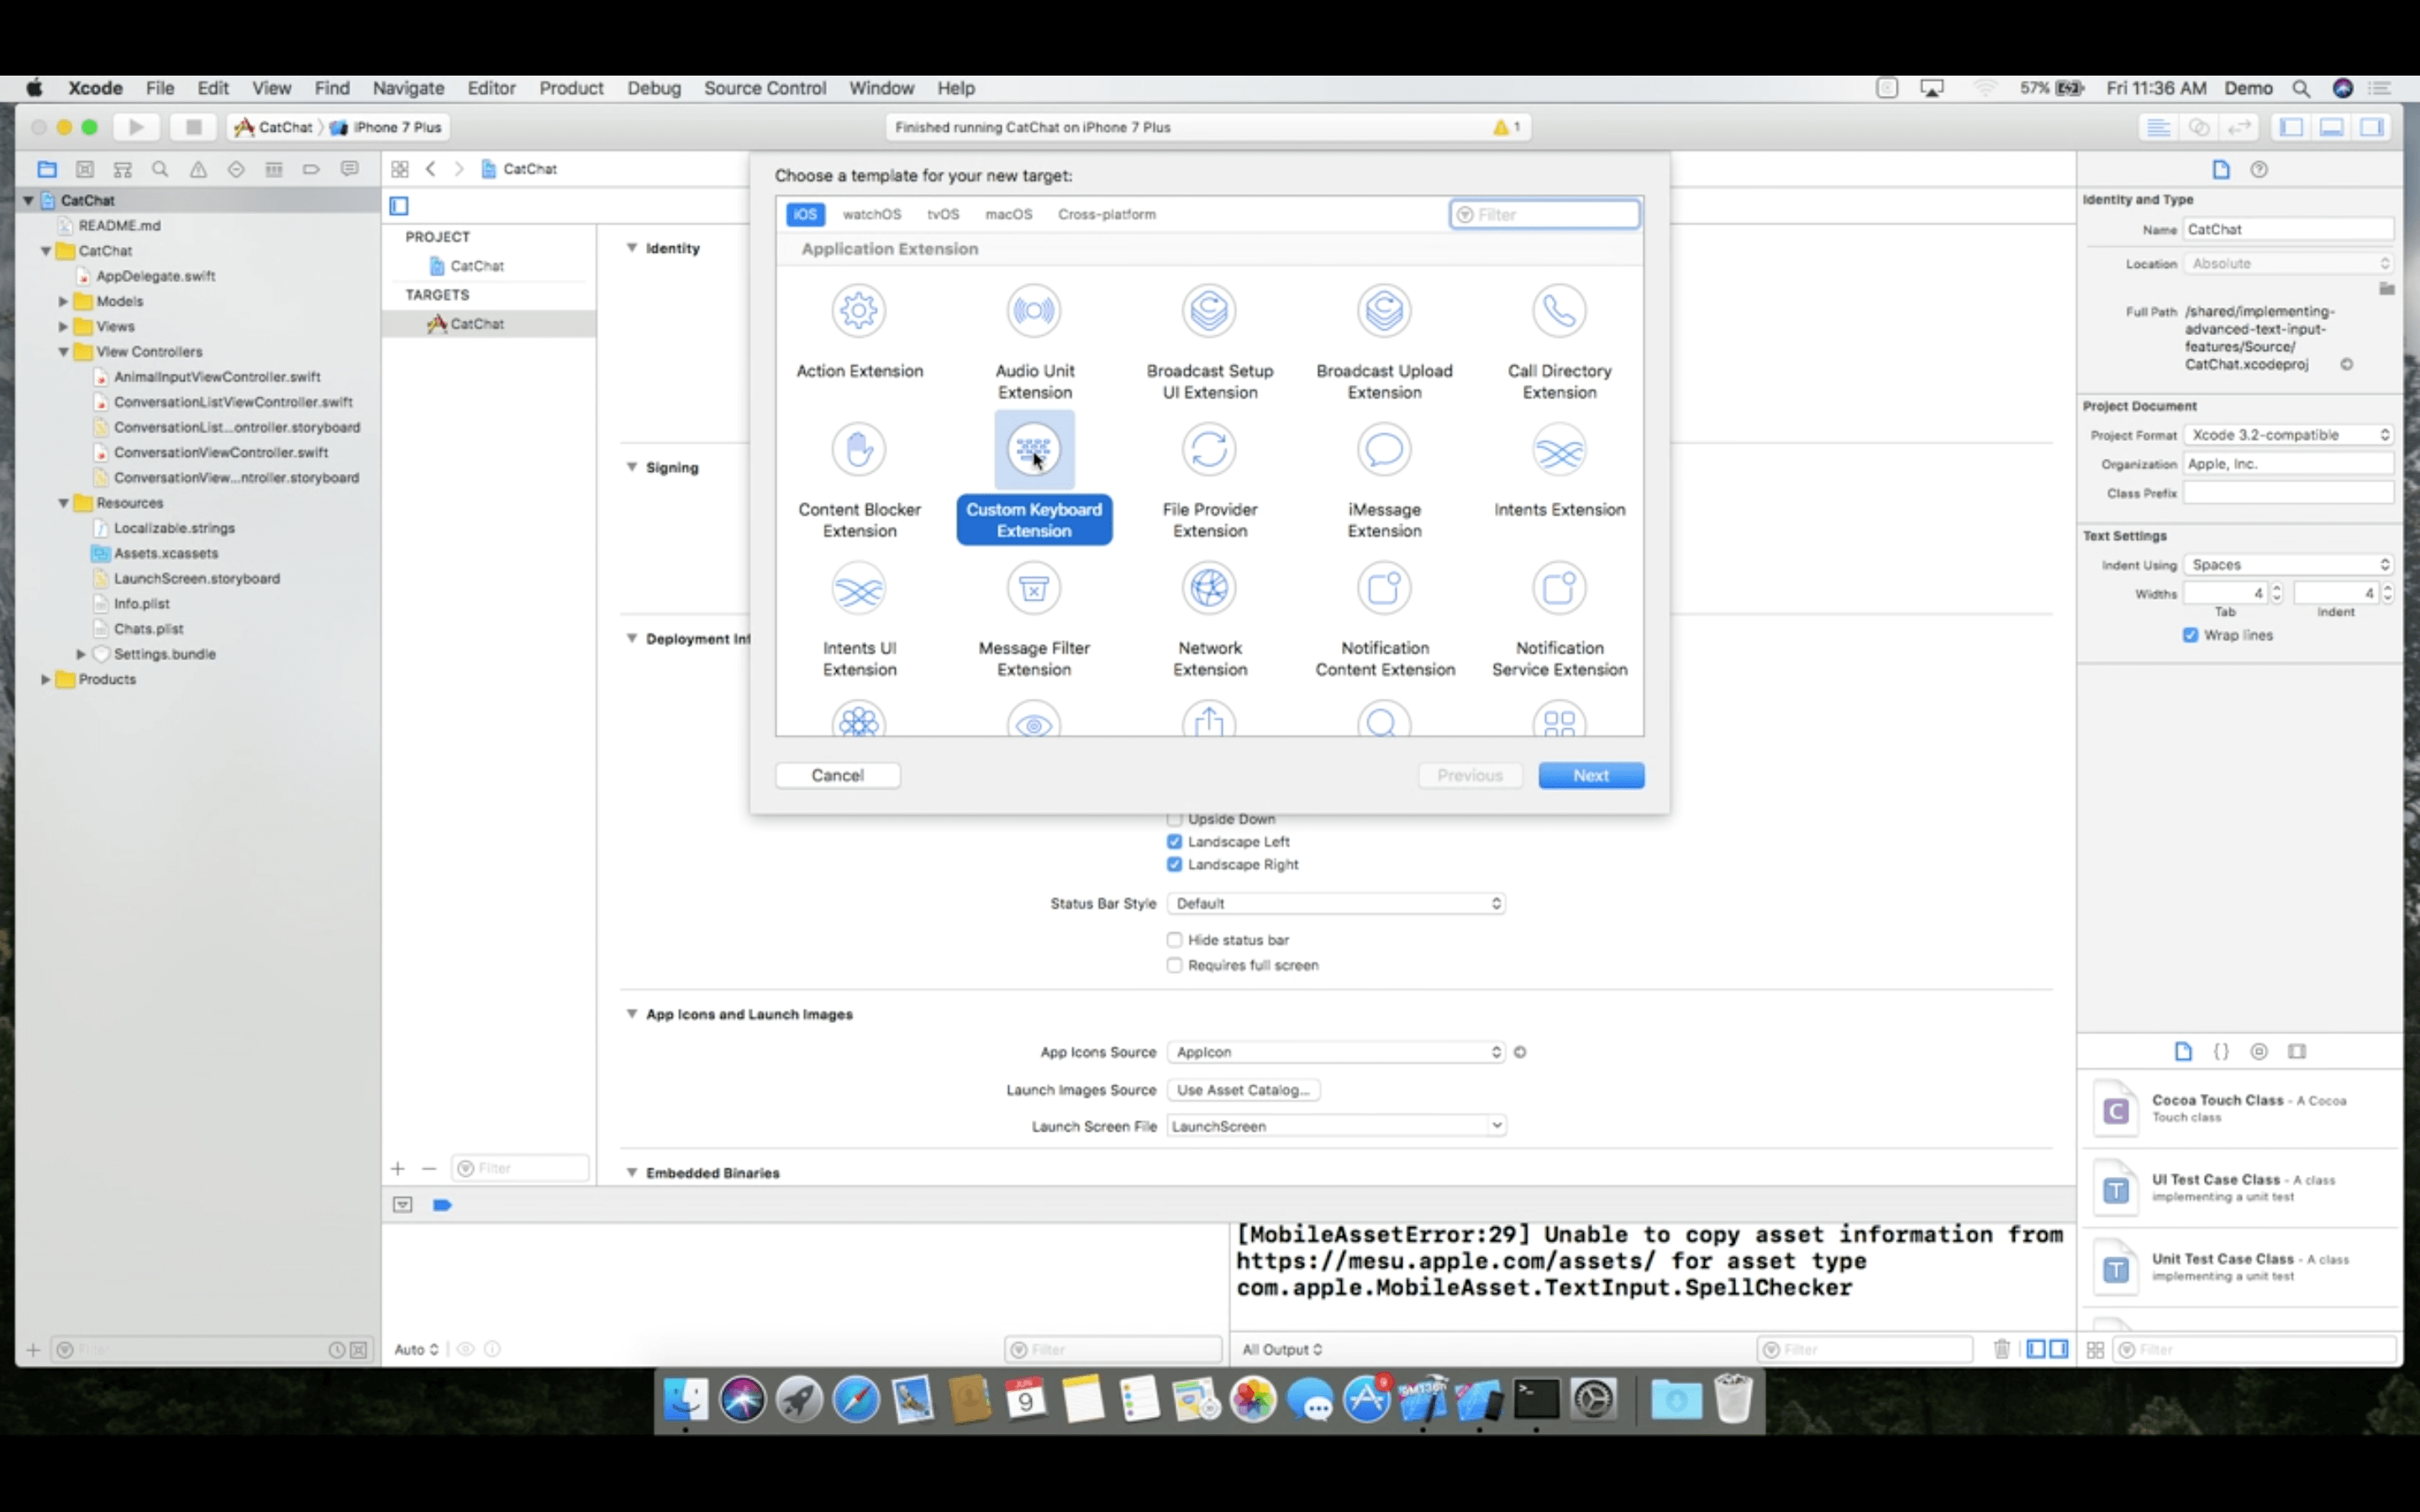 Xcode File Edit View Find Navigate Editor Product Debug Source Control Window Help
57% Fri 11:36 AM Demo
CatChat iPhone 7 Plus
Finished running CatChat on iPhone 7 Plus
1
CatChat
README.md
CatChat
AppDelegate.swift
Models
Views
View Controllers
AnimalInputViewController.swift
ConversationListViewController.swift
ConversationList...ontroller.storyboard
ConversationViewController.swift
ConversationView...ntroller.storyboard
Resources
Localizable.strings
Assets.xcassets
LaunchScreen.storyboard
Info.plist
Chats.plist
Settings.bundle
Products
Filter
CatChat
PROJECT
CatChat
TARGETS
CatChat
Filter
Identity
Signing
Deployment Inf
Choose a template for your new target:
iOS watchOS tvOS macOS Cross-platform
Filter
Application Extension
Action Extension
Audio Unit
Extension
Broadcast Setup
UI Extension
Broadcast Upload
Extension
Call Directory
Extension
Content Blocker
Extension
Custom Keyboard
Extension
File Provider
Extension
iMessage
Extension
Intents Extension
Intents UI
Extension
Message Filter
Extension
Network
Extension
Notification
Content Extension
Notification
Service Extension
Cancel Previous Next
Upside Down
Landscape Left
Landscape Right
Status Bar Style Default
Hide status bar
Requires full screen
App Icons and Launch Images
App Icons Source AppIcon
Launch Images Source Use Asset Catalog...
Launch Screen File LaunchScreen
Embedded Binaries
Auto
Filter
[MobileAssetError:29] Unable to copy asset information from
https://mesu.apple.com/assets/ for asset type
com.apple.MobileAsset.TextInput.SpellChecker
All Output
Filter
Identity and Type
Name CatChat
Location Absolute
Full Path /shared/implementing-
advanced-text-input-
features/Source/
CatChat.xcodeproj
Project Document
Project Format Xcode 3.2-compatible
Organization Apple, Inc.
Class Prefix
Text Settings
Indent Using Spaces
Widths 4 4
Tab Indent
Wrap lines
Cocoa Touch Class - A Cocoa
Touch class
UI Test Case Class - A class
implementing a unit test
Unit Test Case Class - A class
implementing a unit test
Filter
JUN
9